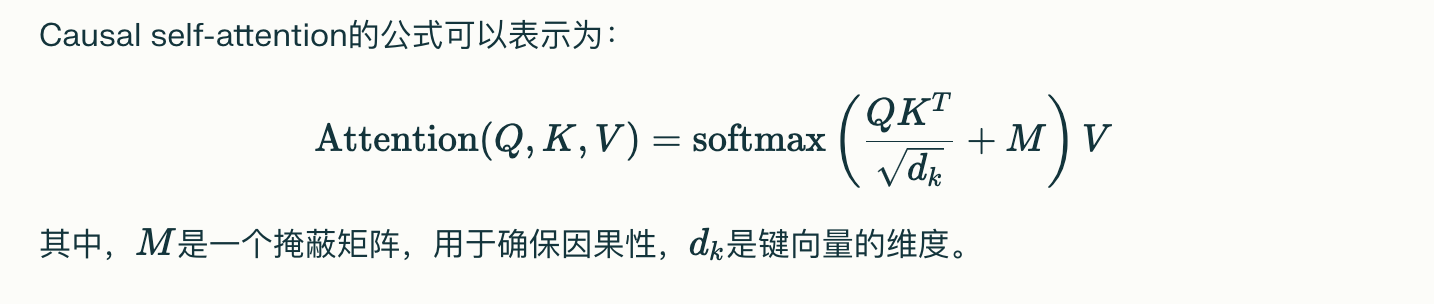 Causal self-attention的公式可以表示为：
$$\text{Attention}(Q, K, V) = \text{softmax}\left(\frac{QK^T}{\sqrt{d_k}} + M\right)V$$
其中，$M$是一个掩蔽矩阵，用于确保因果性，$d_k$是键向量的维度。